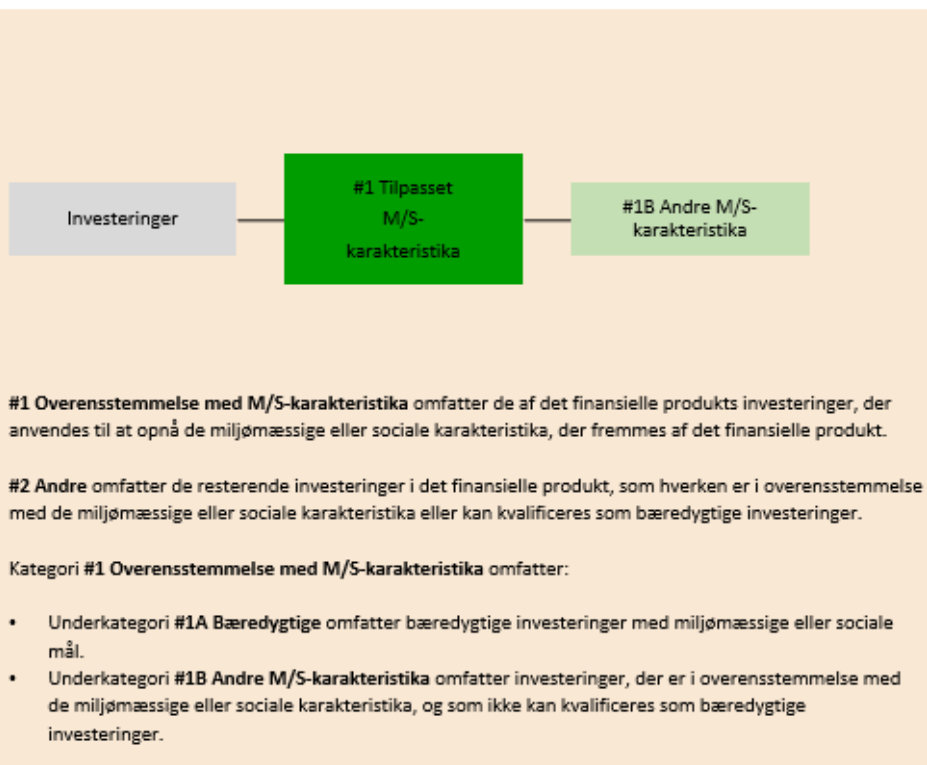 Investeringer
#1 Tilpasset
M/S-
karakteristika
#1B Andre M/S-
karakteristika
#1 Overensstemmelse med M/S-karakteristika omfatter de af det finansielle produkts investeringer, der
anvendes til at opnå de miljømæssige eller sociale karakteristika, der fremmes af det finansielle produkt.
#2 Andre omfatter de resterende investeringer i det finansielle produkt, som hverken er i overensstemmelse
med de miljømæssige eller sociale karakteristika eller kan kvalificeres som bæredygtige investeringer.
Kategori #1 Overensstemmelse med M/S-karakteristika omfatter:
• Underkategori #1A Bæredygtige omfatter bæredygtige investeringer med miljømæssige eller sociale
mål.
• Underkategori #1B Andre M/S-karakteristika omfatter investeringer, der er i overensstemmelse med
de miljømæssige eller sociale karakteristika, og som ikke kan kvalificeres som bæredygtige
investeringer.